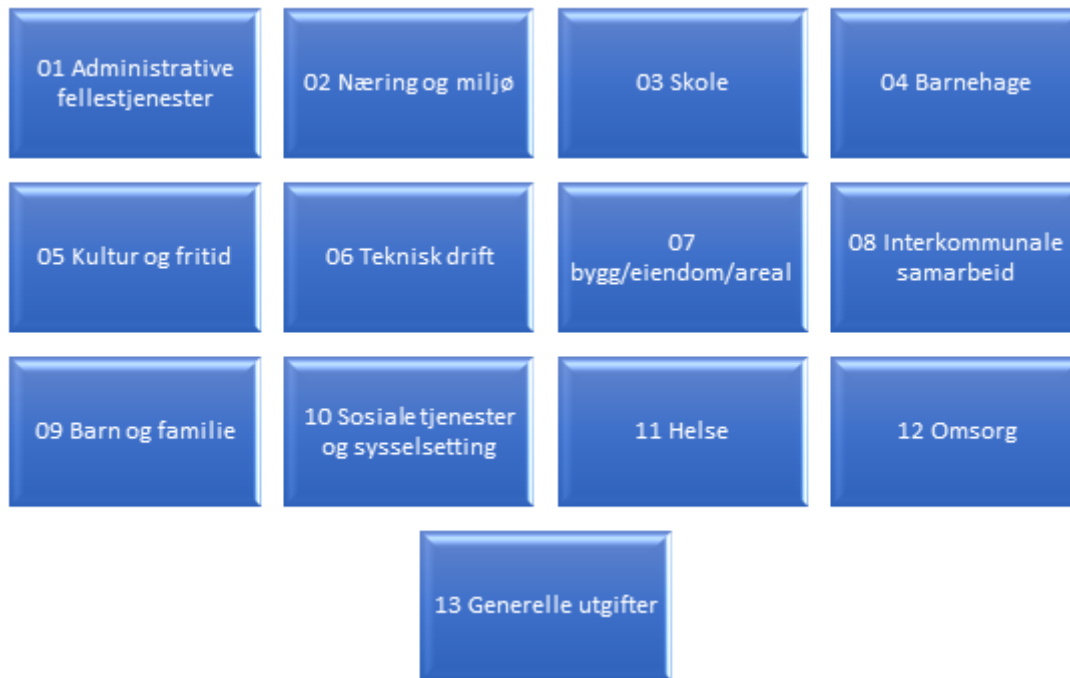 01 Administrative
fellestjenester
02 Næring og miljø
03 Skole
04 Barnehage
05 Kultur og fritid
06 Teknisk drift
07
bygg/eiendom/areal
08 Interkommunale
samarbeid
09 Barn og familie
10 Sosiale tjenester
og sysselsetting
11 Helse
12 Omsorg
13 Generelle utgifter